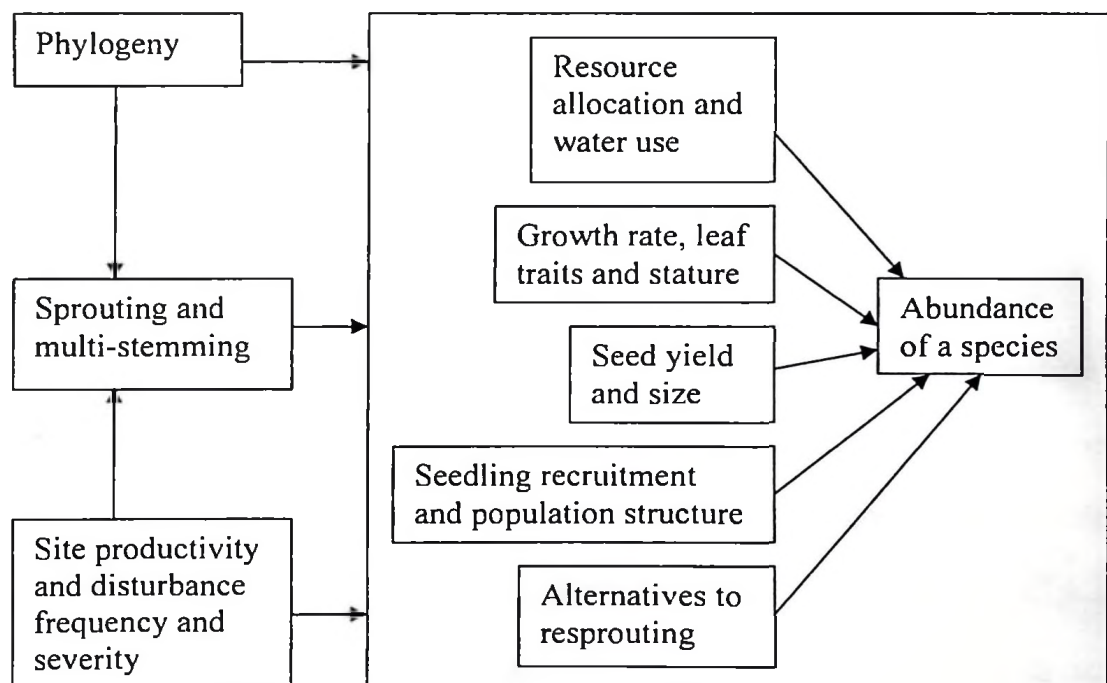 Phylogeny
Sprouting and
multi-stemming
Site productivity
and disturbance
frequency and
severity
Resource
allocation and
water use
Growth rate, leaf
traits and stature
Seed yield
and size
Seedling recruitment
and population structure
Alternatives to
resprouting
Abundance
of a species